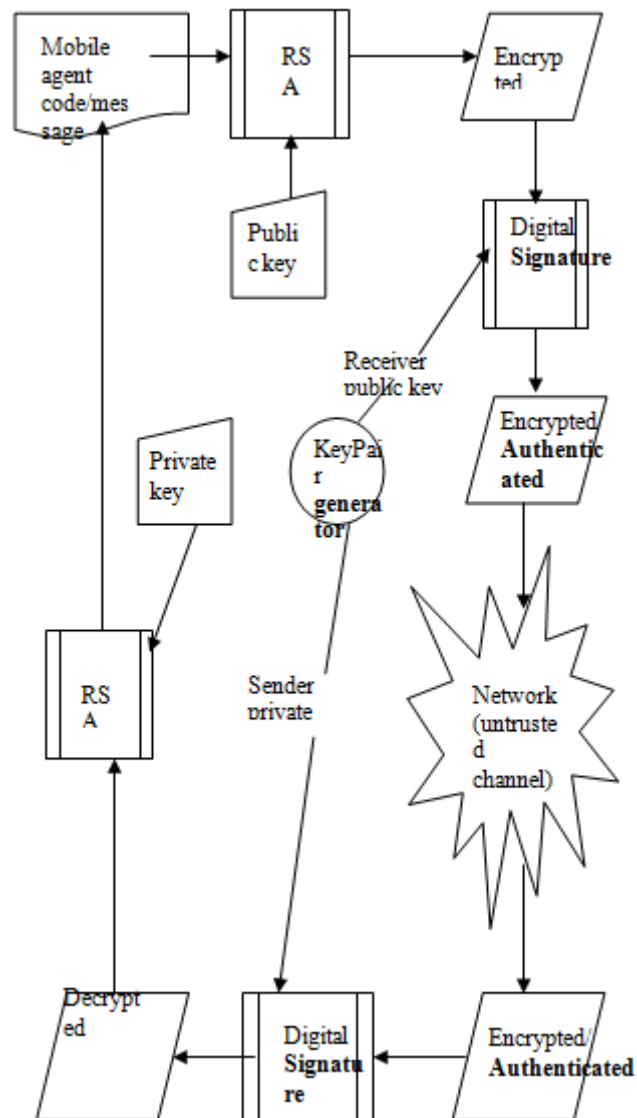 Mobile
agent
code/mes
sage
RS
A
Encryp
ted
Publi
c key
Digital
Signature
Receiver
public key
Encrypted
Authentic
ated
KeyPai
r
genera
tor
Private
key
RS
A
Sender
private
Network
(untruste
d
channel)
Decrypt
ed
Digital
Signatu
re
Encrypted/
Authenticated